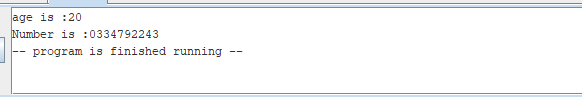 age is :20
Number is :0334792243
-- program is finished running --